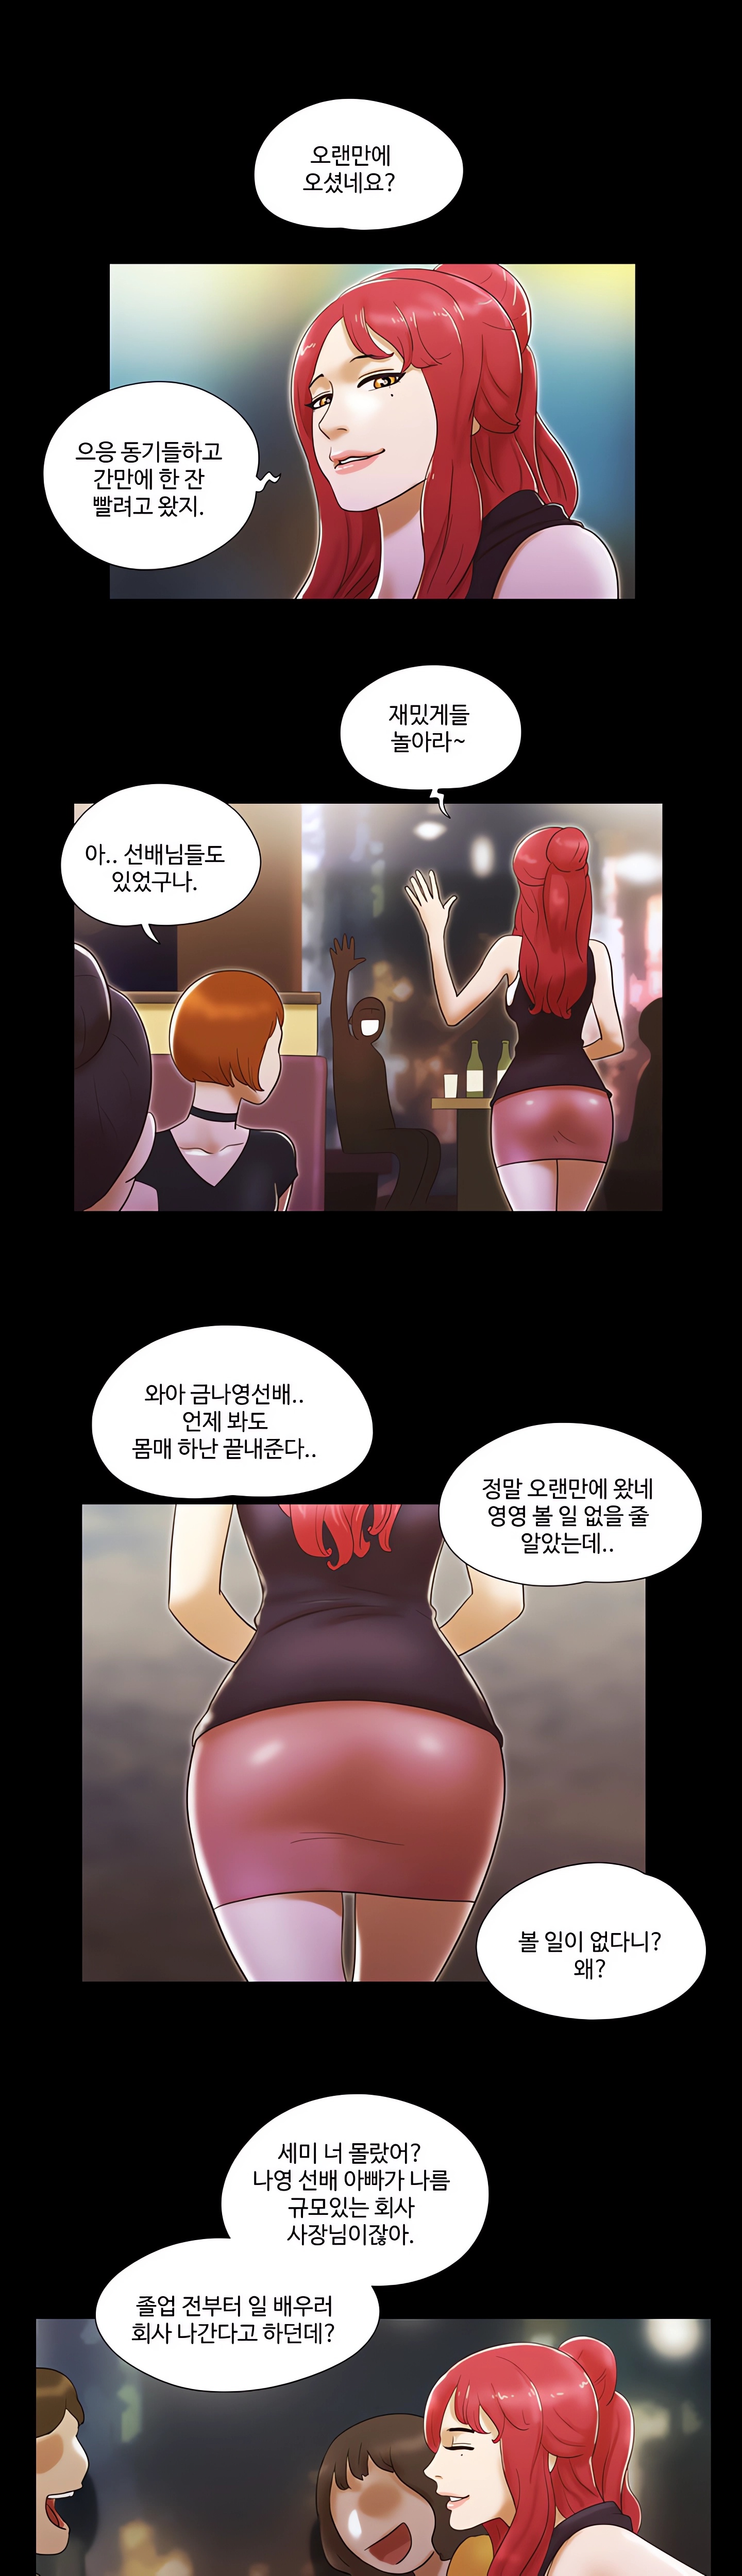 오랜만에
오셨네요?
으응 동기들하고
간만에 한 잔
빨려고 왔지.
재밌게들
놀아라~
아.. 선배님들도
있었구나.
와아 금나영선배..
언제 봐도
몸매 하난 끝내준다..
정말 오랜만에 왔네
영영 볼 일 없을 줄
알았는데..
볼 일이 없다니?
왜?
세미 너 몰랐어?
나영 선배 아빠가 나름
규모있는 회사
사장님이잖아.
졸업 전부터 일 배우러
회사 나간다고 하던데?